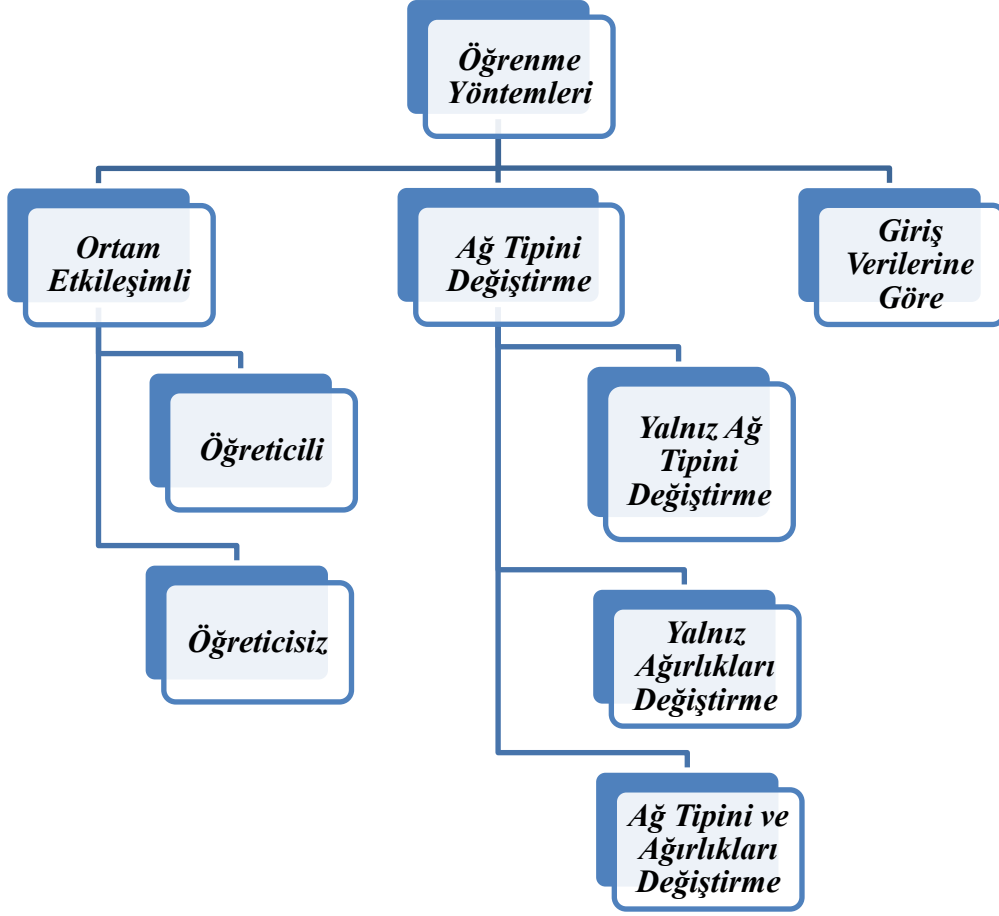 Öğrenme
Yöntemleri
Ortam
Etkileşimli
Öğreticili
Öğreticisiz
Ağ Tipini
Değiştirme
Yalnız Ağ
Tipini
Değiştirme
Yalnız
Ağırlıkları
Değiştirme
Ağ Tipini ve
Ağırlıkları
Değiştirme
Giriş
Verilerine
Göre